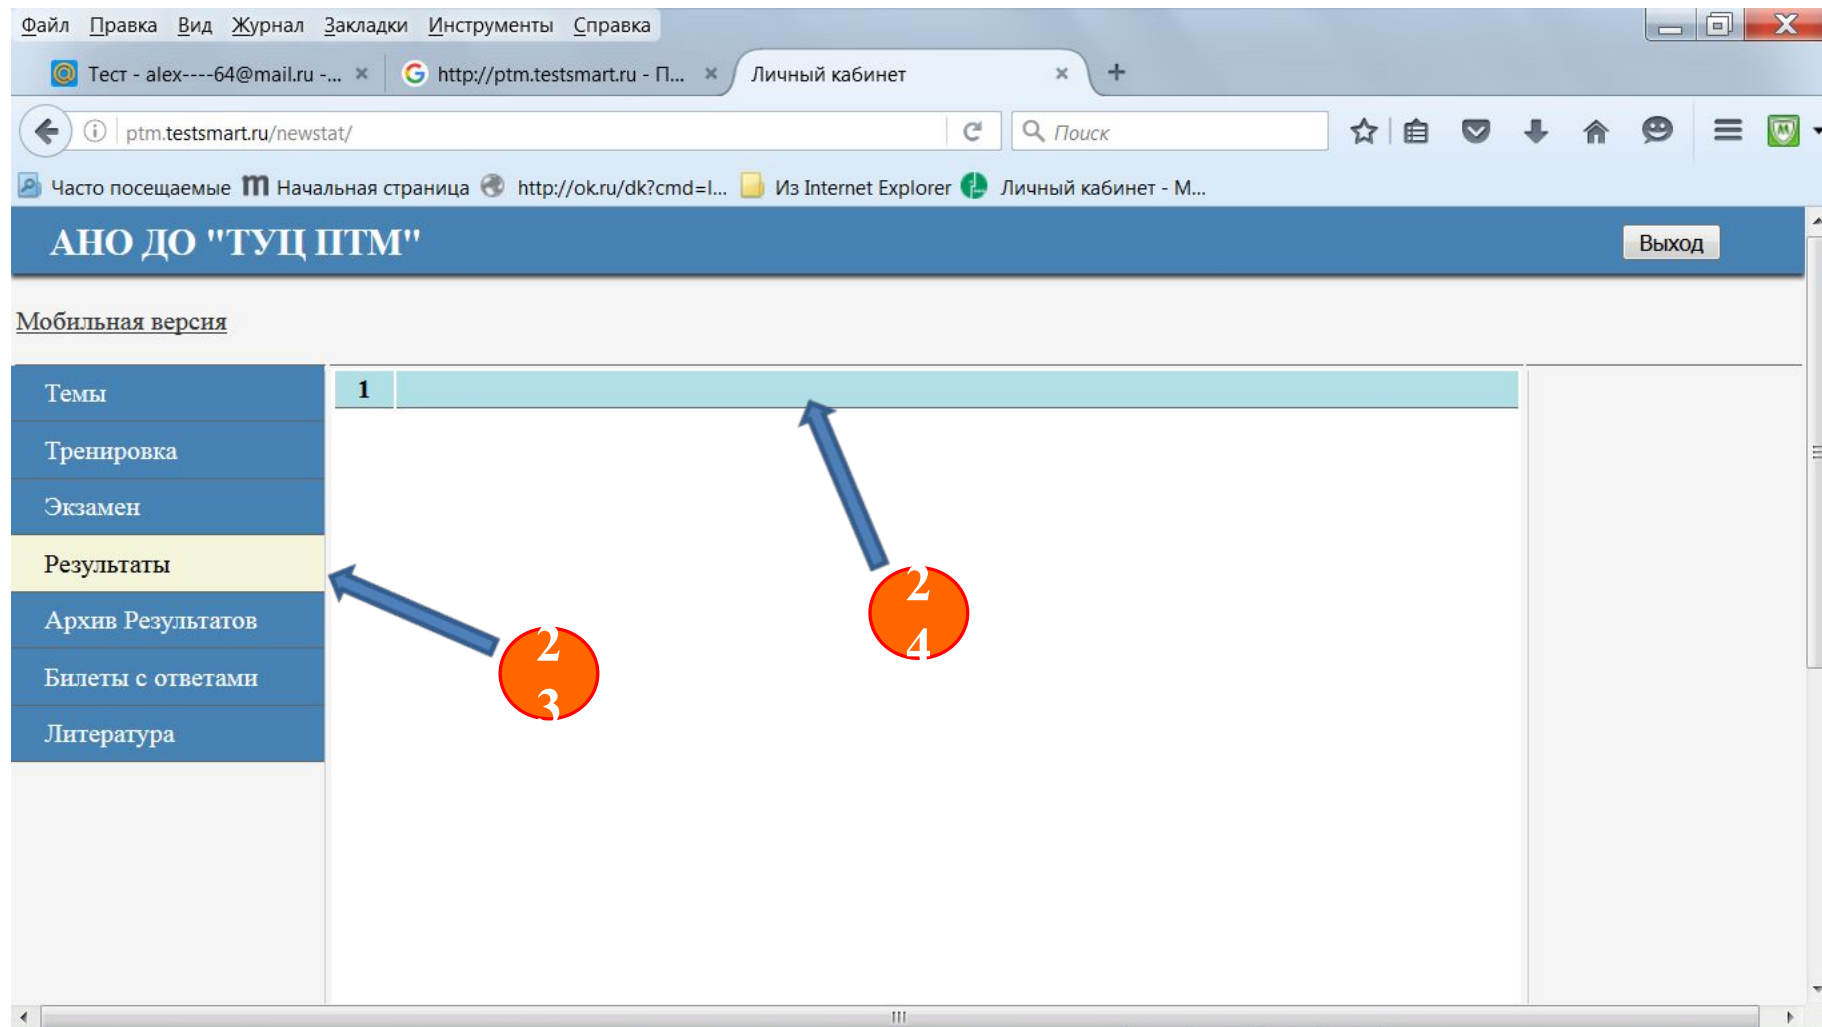 Файл Правка Вид Журнал Закладки Инструменты Справка
Тест - alex----64@mail.ru -... × http://ptm.testsmart.ru - П... × Личный кабинет × +
ptm.testsmart.ru/newstat/ Поиск
Часто посещаемые Начальная страница http://ok.ru/dk?cmd=l... Из Internet Explorer Личный кабинет - М...
АНО ДО "ТУЦ ПТМ" Выход
Мобильная версия
Темы
1
Тренировка
Экзамен
Результаты
Архив Результатов
Билеты с ответами
Литература
2
4
2
3